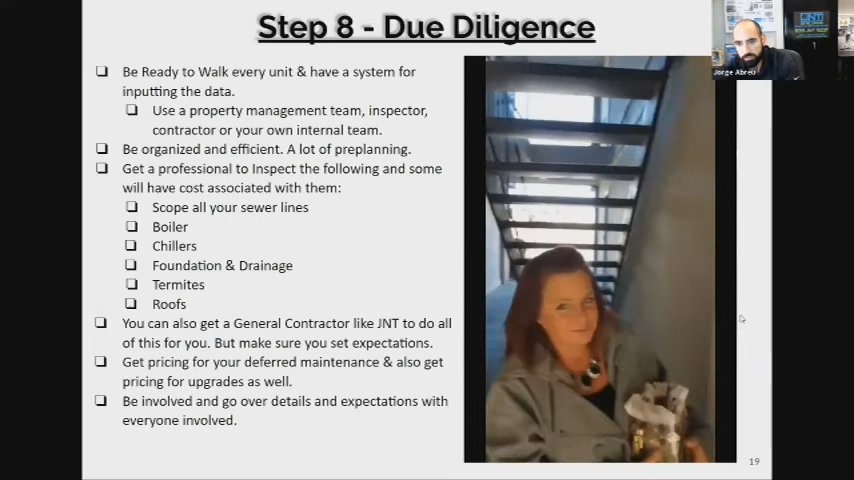 Step 8 - Due Diligence
Be Ready to Walk every unit & have a system for
inputting the data.
Use a property management team, inspector,
contractor or your own internal team.
Be organized and efficient. A lot of preplanning.
Get a professional to Inspect the following and some
will have cost associated with them:
Scope all your sewer lines
Boiler
Chillers
Foundation & Drainage
Termites
Roofs
You can also get a General Contractor like JNT to do all
of this for you. But make sure you set expectations.
Get pricing for your deferred maintenance & also get
pricing for upgrades as well.
Be involved and go over details and expectations with
everyone involved.
Jorge Abreu
JNT
19